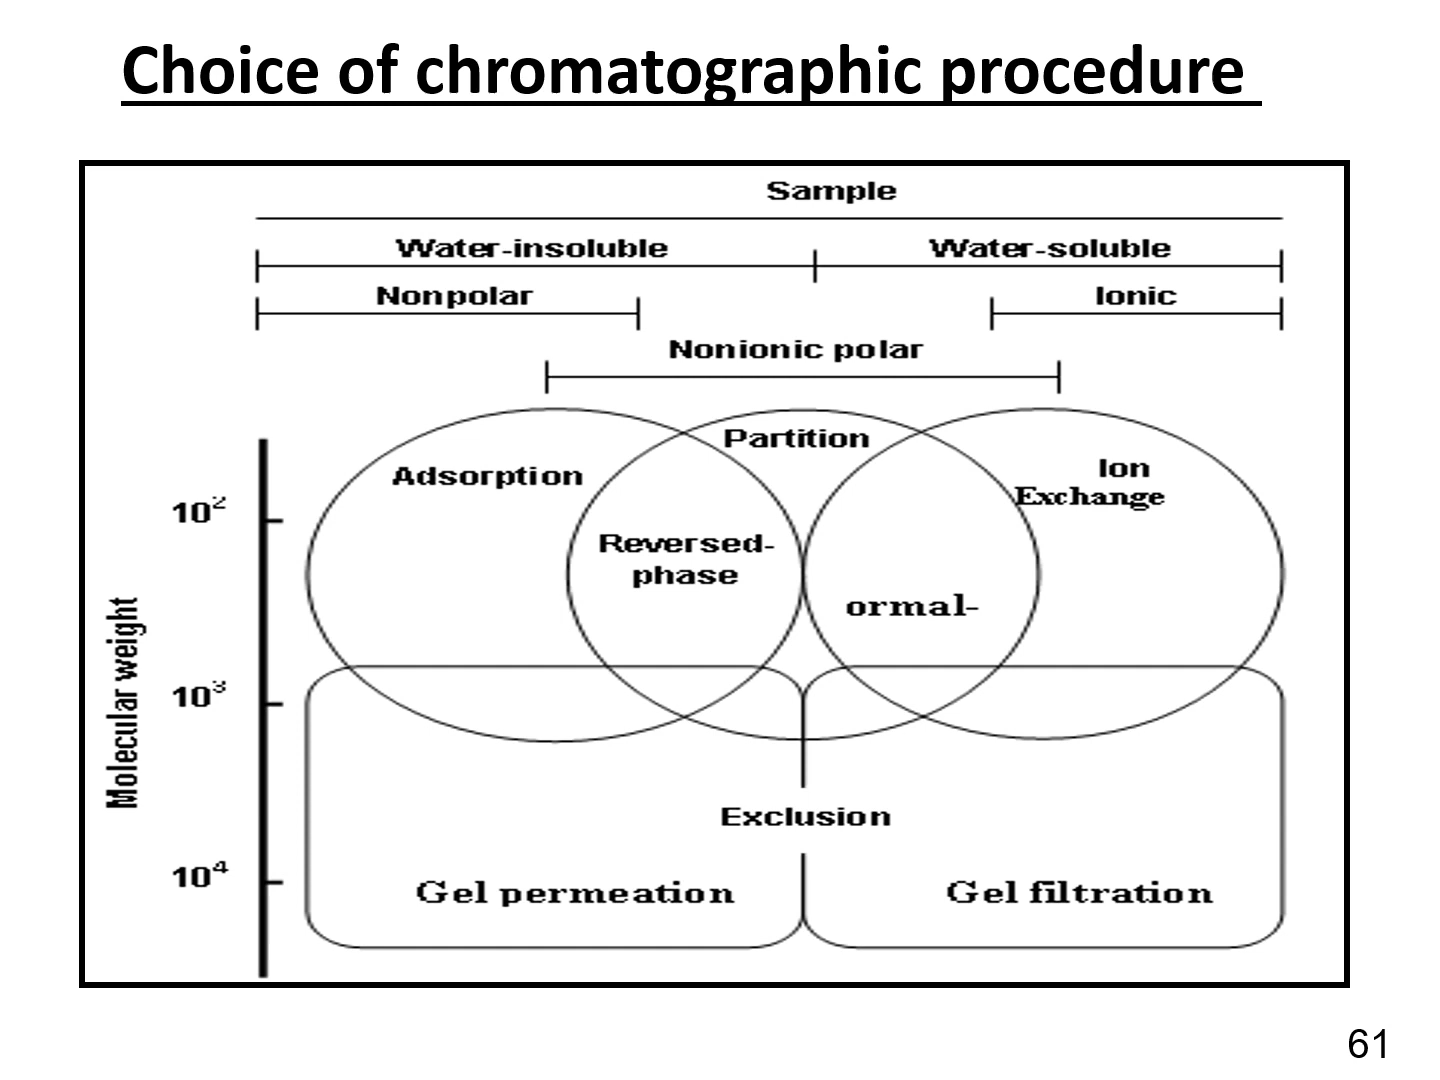 Choice of chromatographic procedure
Sample
Water-insoluble
Water-soluble
Nonpolar
Ionic
Nonionic polar
Partition
Adsorption
Ion
Exchange
10²
Reversed-
phase
ormal-
Molecular weight
10³
Exclusion
10⁴
Gel permeation
Gel filtration
61